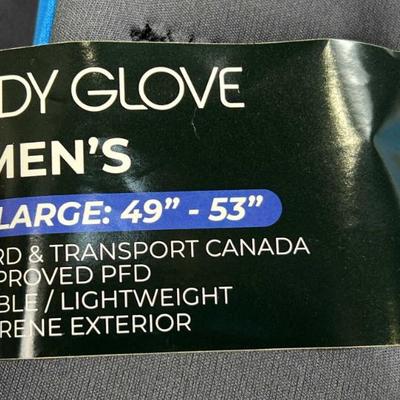 DY GLOVE
MEN'S
LARGE: 49" - 53"
RD & TRANSPORT CANADA
PROVED PFD
BLE / LIGHTWEIGHT
RENE EXTERIOR